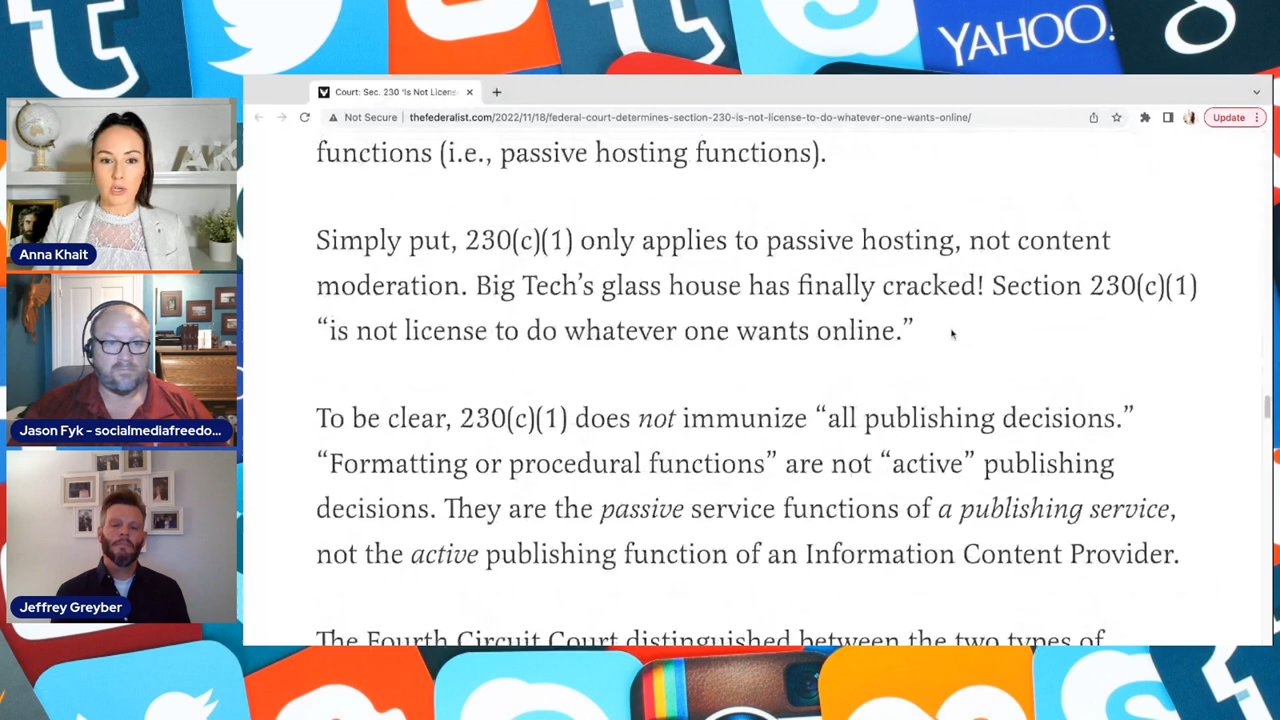 YAHOO!
Court: Sec. 230 'Is Not Licens
Not Secure
thefederalist.com/2022/11/18/federal-court-determines-section-230-is-not-license-to-do-whatever-one-wants-online/
Update
functions (i.e., passive hosting functions).
Simply put, 230(c)(1) only applies to passive hosting, not content
moderation. Big Tech’s glass house has finally cracked! Section 230(c)(1)
“is not license to do whatever one wants online.”
To be clear, 230(c)(1) does not immunize “all publishing decisions.”
“Formatting or procedural functions” are not “active” publishing
decisions. They are the passive service functions of a publishing service,
not the active publishing function of an Information Content Provider.
The Fourth Circuit Court distinguished between the two types of
AK
Anna Khait
Jason Fyk - socialmediafreedo...
Jeffrey Greyber